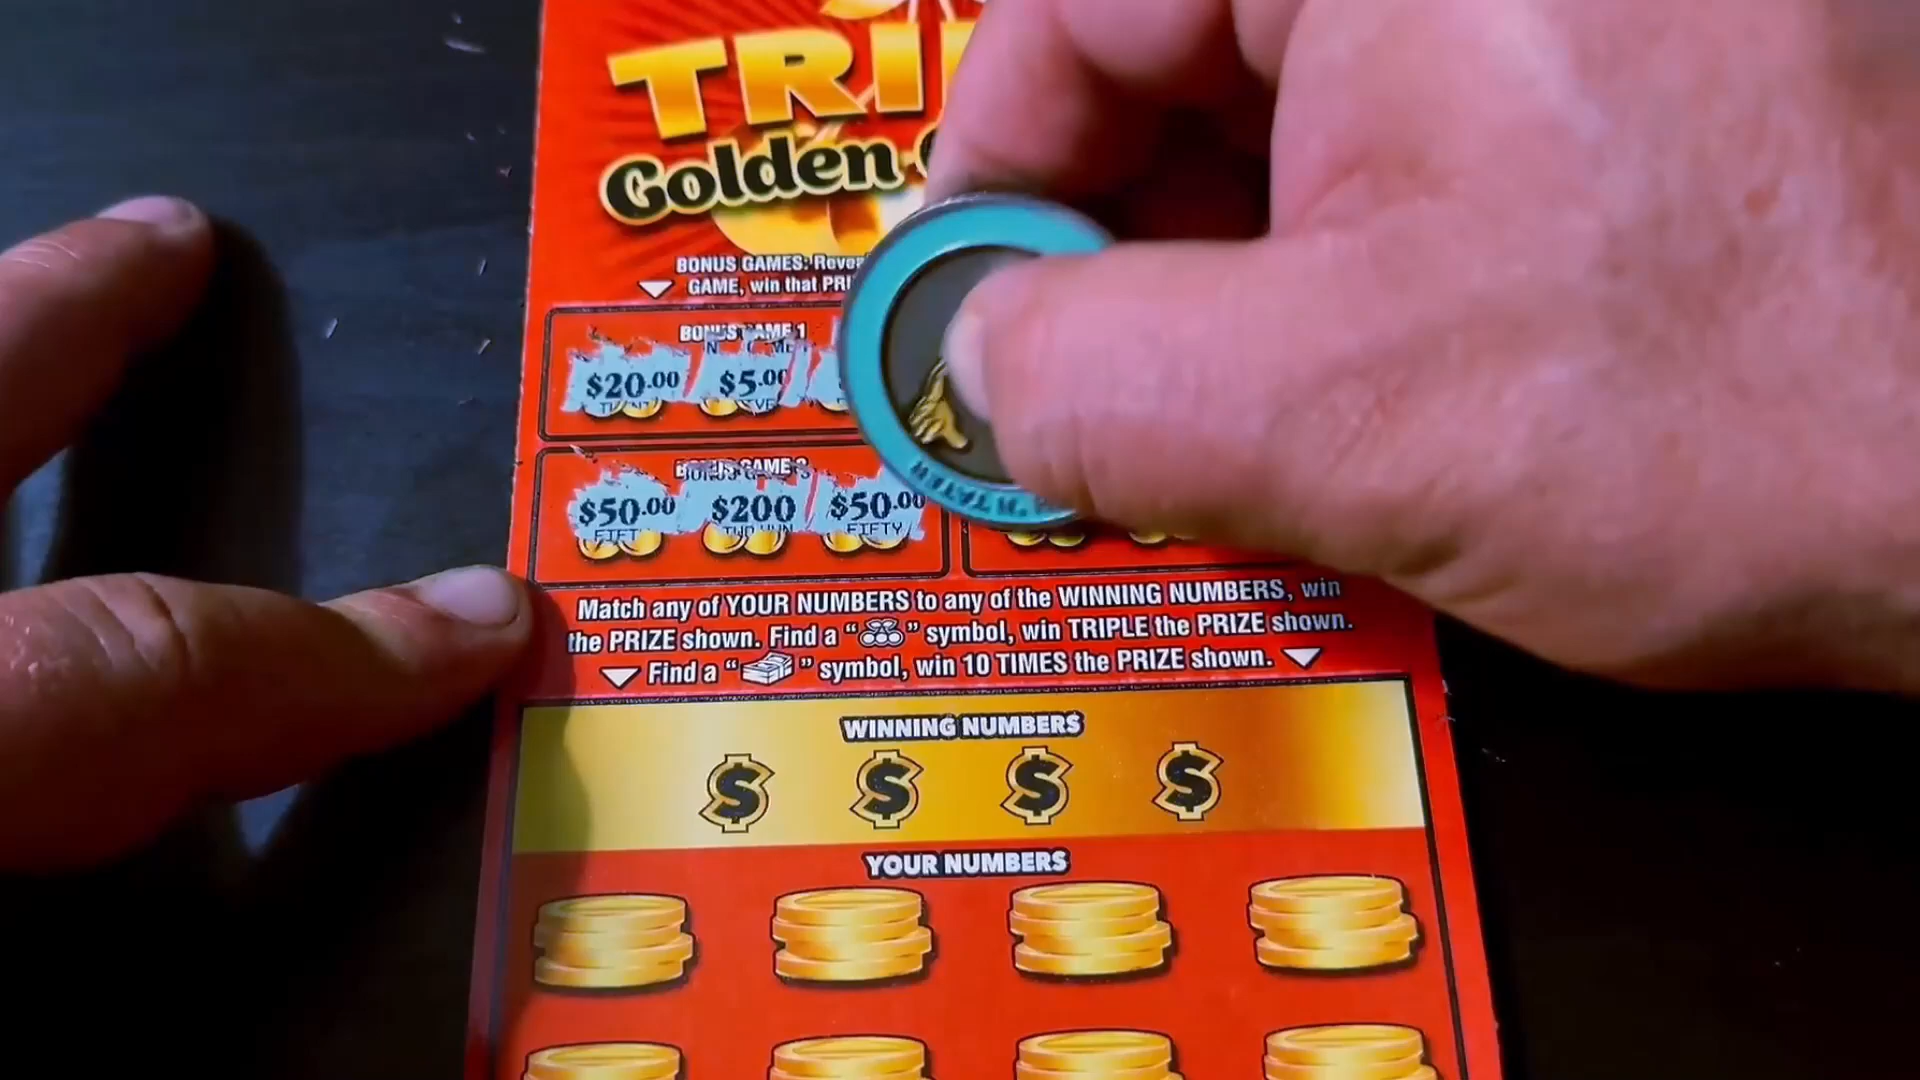 TRI
Golden
BONUS GAMES: Revea
GAME, win that PRI
BONUS GAME 1
$20.00 $5.00
BONUS GAME 3
$50.00 $200 $50.00
FIFTY
Match any of YOUR NUMBERS to any of the WINNING NUMBERS, win
the PRIZE shown. Find a " " symbol, win TRIPLE the PRIZE shown.
Find a " " symbol, win 10 TIMES the PRIZE shown.
WINNING NUMBERS
$ $ $ $
YOUR NUMBERS